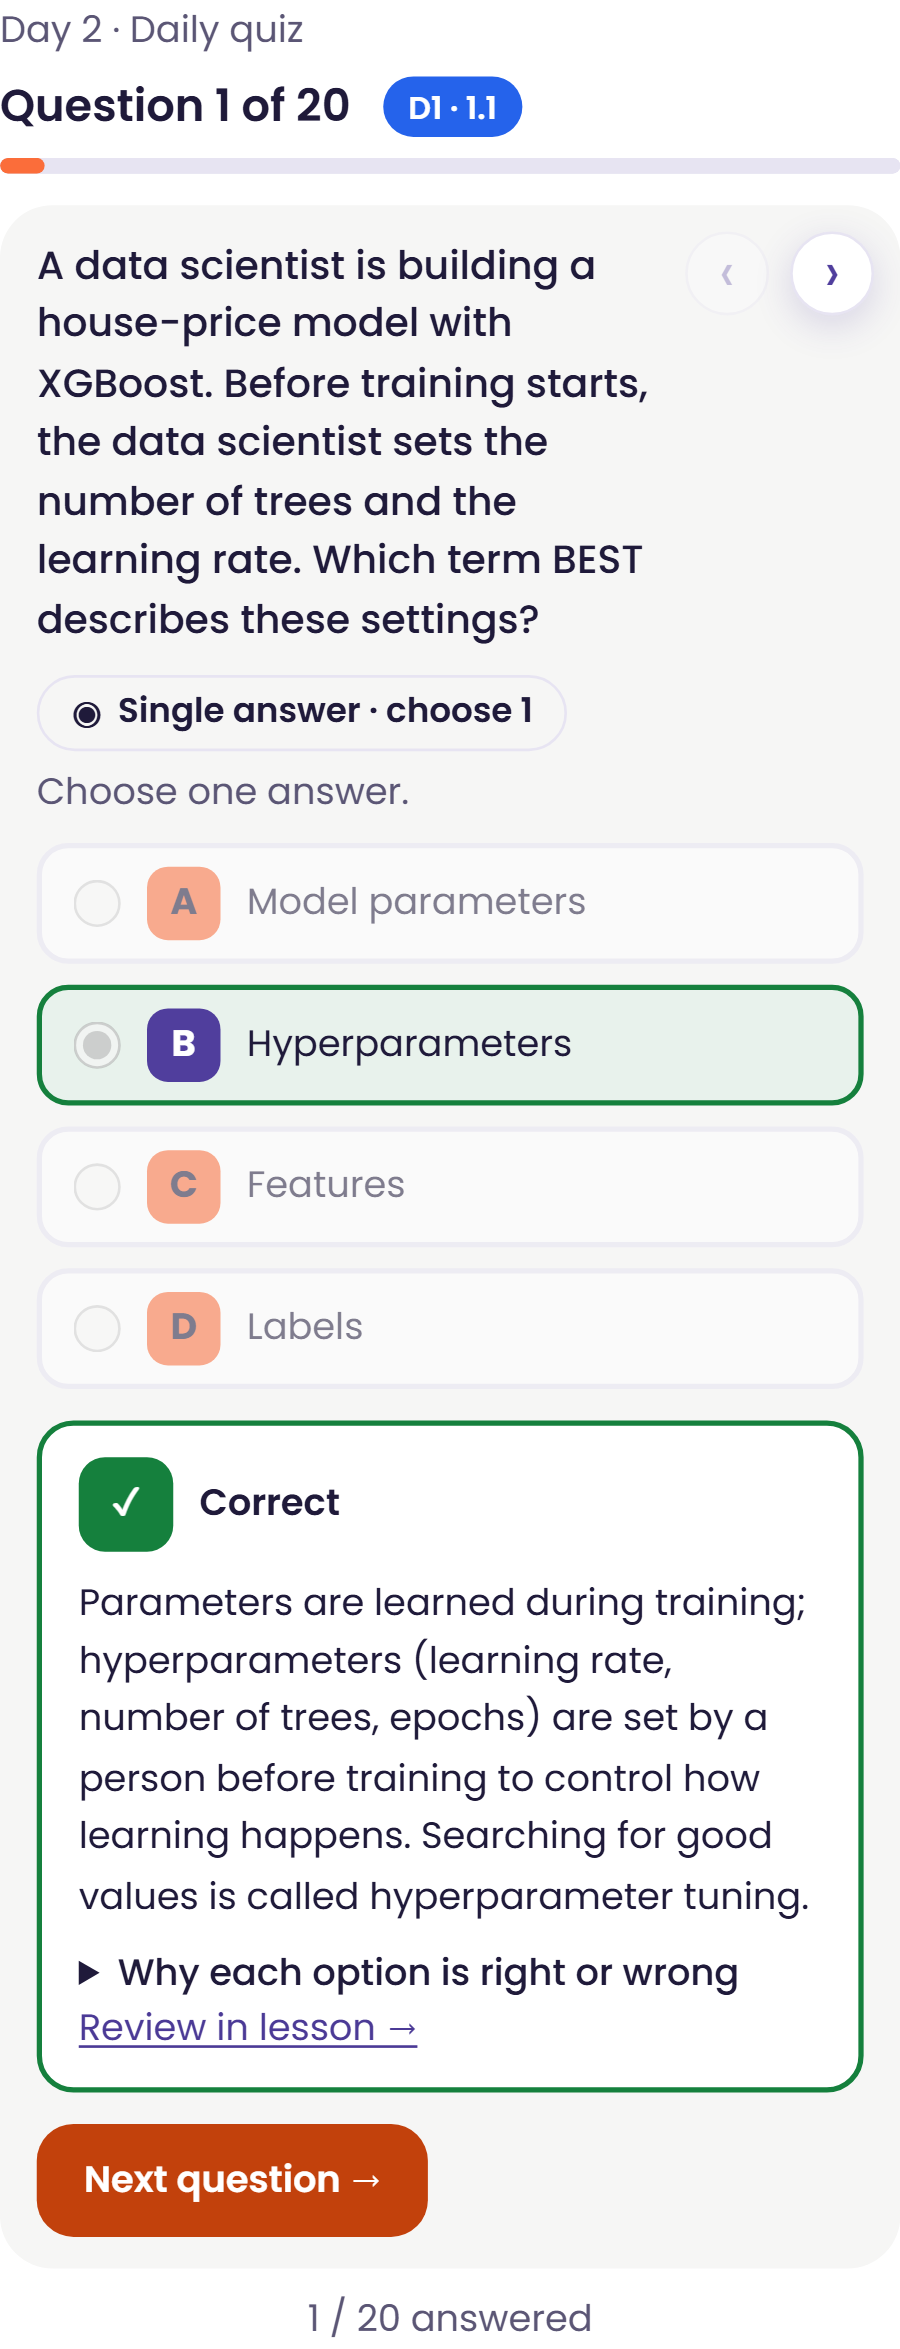 Day 2 · Daily quiz
Question 1 of 20
D1 · 1.1
A data scientist is building a
house-price model with
XGBoost. Before training starts,
the data scientist sets the
number of trees and the
learning rate. Which term BEST
describes these settings?
‹ ›
◉ Single answer · choose 1
Choose one answer.
A Model parameters
B Hyperparameters
C Features
D Labels
✓ Correct
Parameters are learned during training;
hyperparameters (learning rate,
number of trees, epochs) are set by a
person before training to control how
learning happens. Searching for good
values is called hyperparameter tuning.
▶ Why each option is right or wrong
Review in lesson →
Next question →
1 / 20 answered